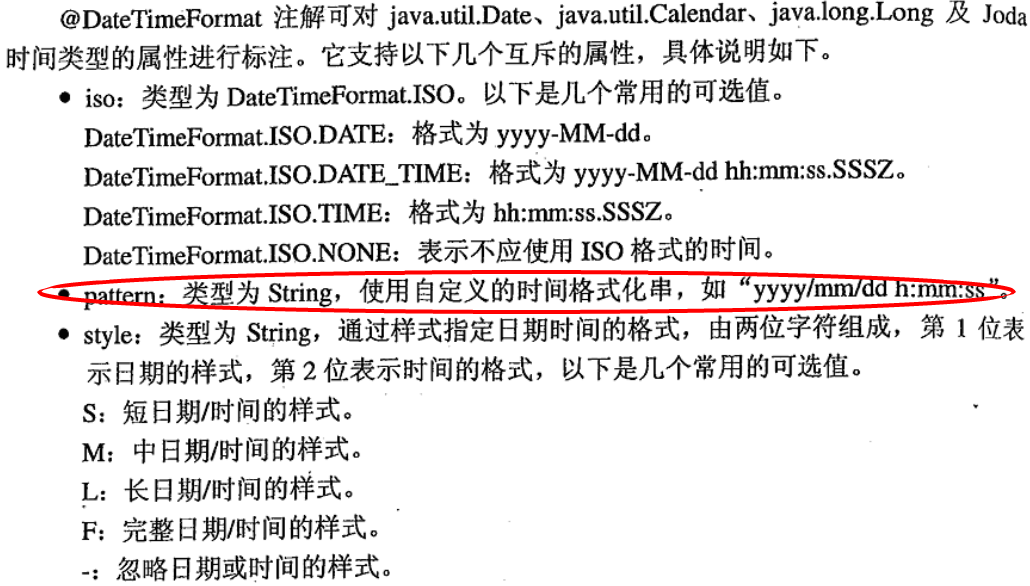 @DateTimeFormat 注解可对 java.util.Date、java.util.Calendar、java.long.Long 及 Joda
时间类型的属性进行标注。它支持以下几个互斥的属性，具体说明如下。
● iso：类型为 DateTimeFormat.ISO。以下是几个常用的可选值。
DateTimeFormat.ISO.DATE：格式为 yyyy-MM-dd。
DateTimeFormat.ISO.DATE_TIME：格式为 yyyy-MM-dd hh:mm:ss.SSSZ。
DateTimeFormat.ISO.TIME：格式为 hh:mm:ss.SSSZ。
DateTimeFormat.ISO.NONE：表示不应使用 ISO 格式的时间。
● pattern：类型为 String，使用自定义的时间格式化串，如“yyyy/mm/dd h:mm:ss”。
● style：类型为 String，通过样式指定日期时间的格式，由两位字符组成，第 1 位表
示日期的样式，第 2 位表示时间的格式，以下是几个常用的可选值。
S：短日期/时间的样式。
M：中日期/时间的样式。
L：长日期/时间的样式。
F：完整日期/时间的样式。
-：忽略日期或时间的样式。